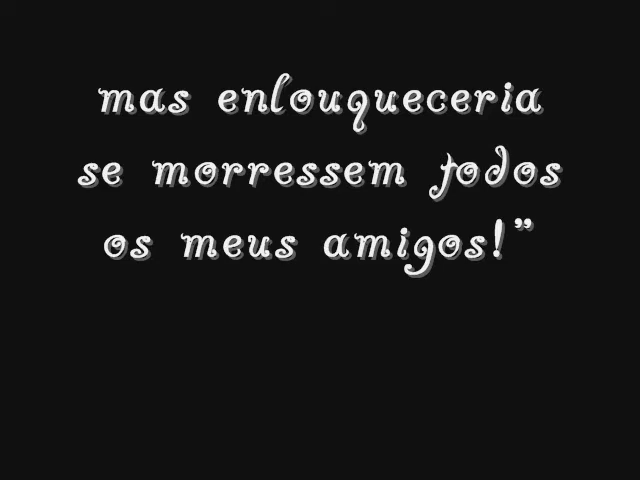 mas enlouqueceria
se morressem todos
os meus amigos!”